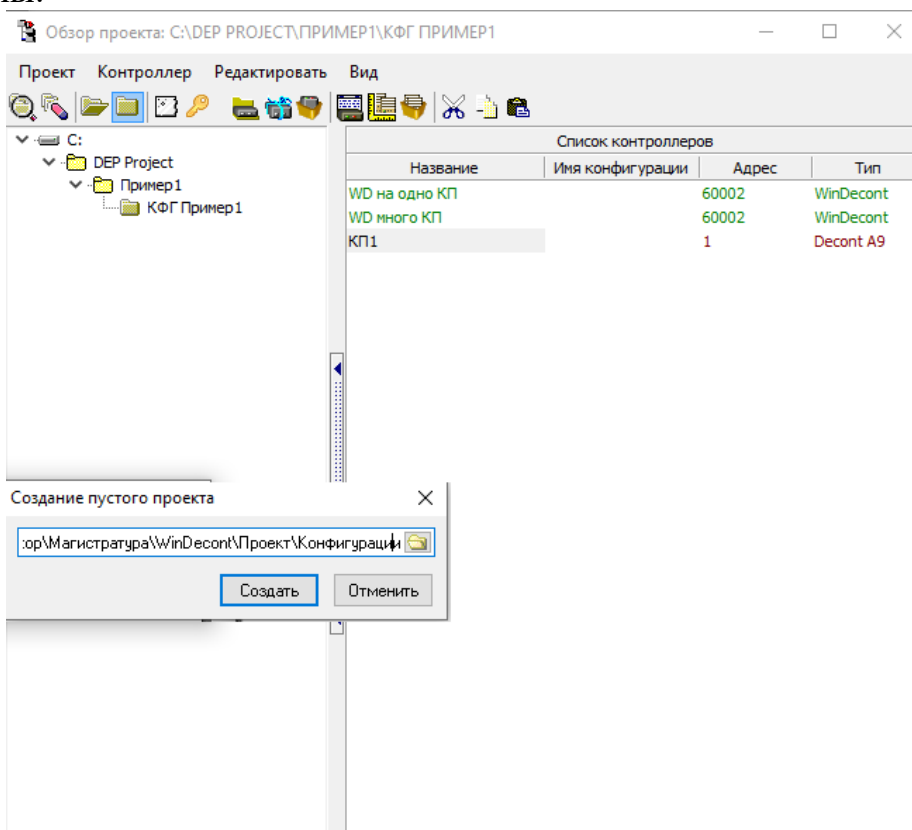 Обзор проекта: C:\DEP PROJECT\ПРИМЕР1\КФГ ПРИМЕР1
Проект Контроллер Редактировать Вид
C:
DEP Project
Пример1
КФГ Пример1
Список контроллеров
Название Имя конфигурации Адрес Тип
WD на одно КП 60002 WinDecont
WD много КП 60002 WinDecont
КП1 1 Decont A9
Создание пустого проекта
:ор\Магистратура\WinDecont\Проект\Конфигурации
Создать Отменить